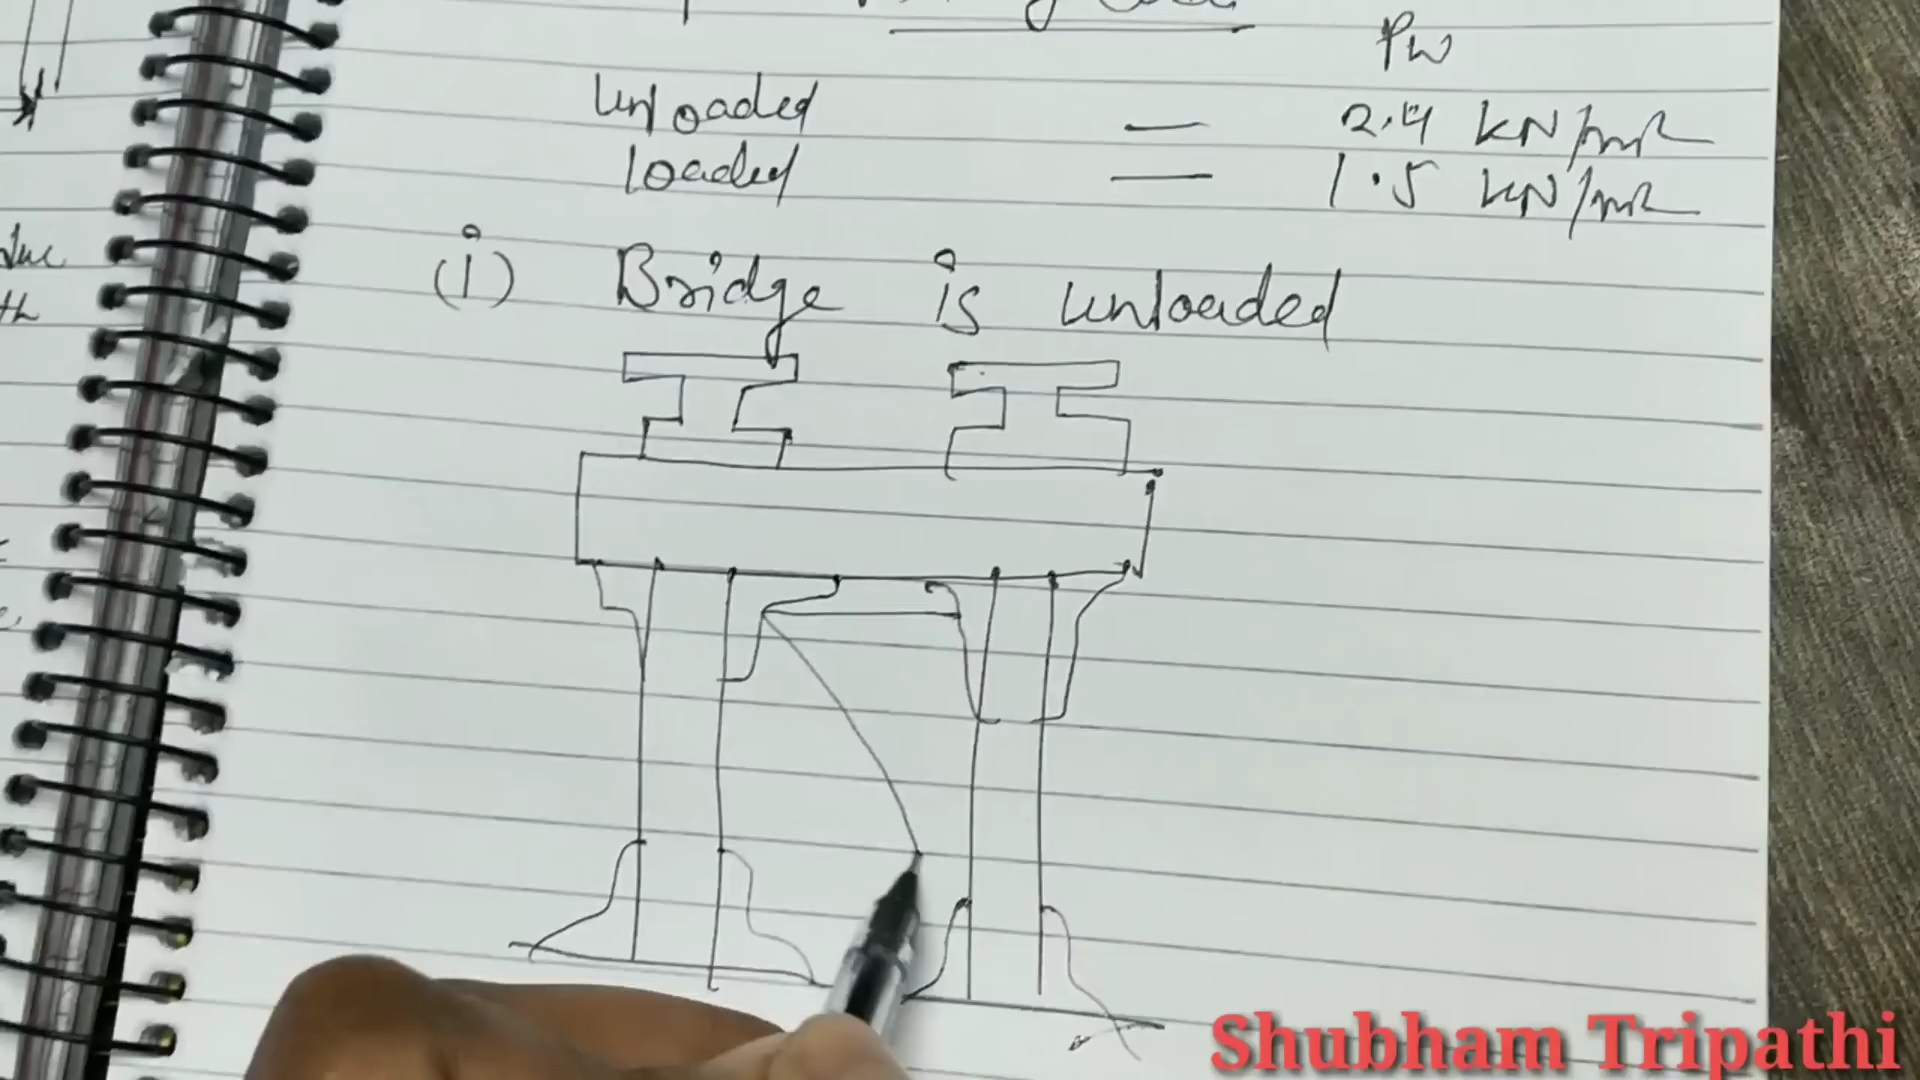 Pw
unloaded — 2.4 kN/m²
loaded — 1.5 kN/m²
(i) Bridge is unloaded
Shubham Tripathi